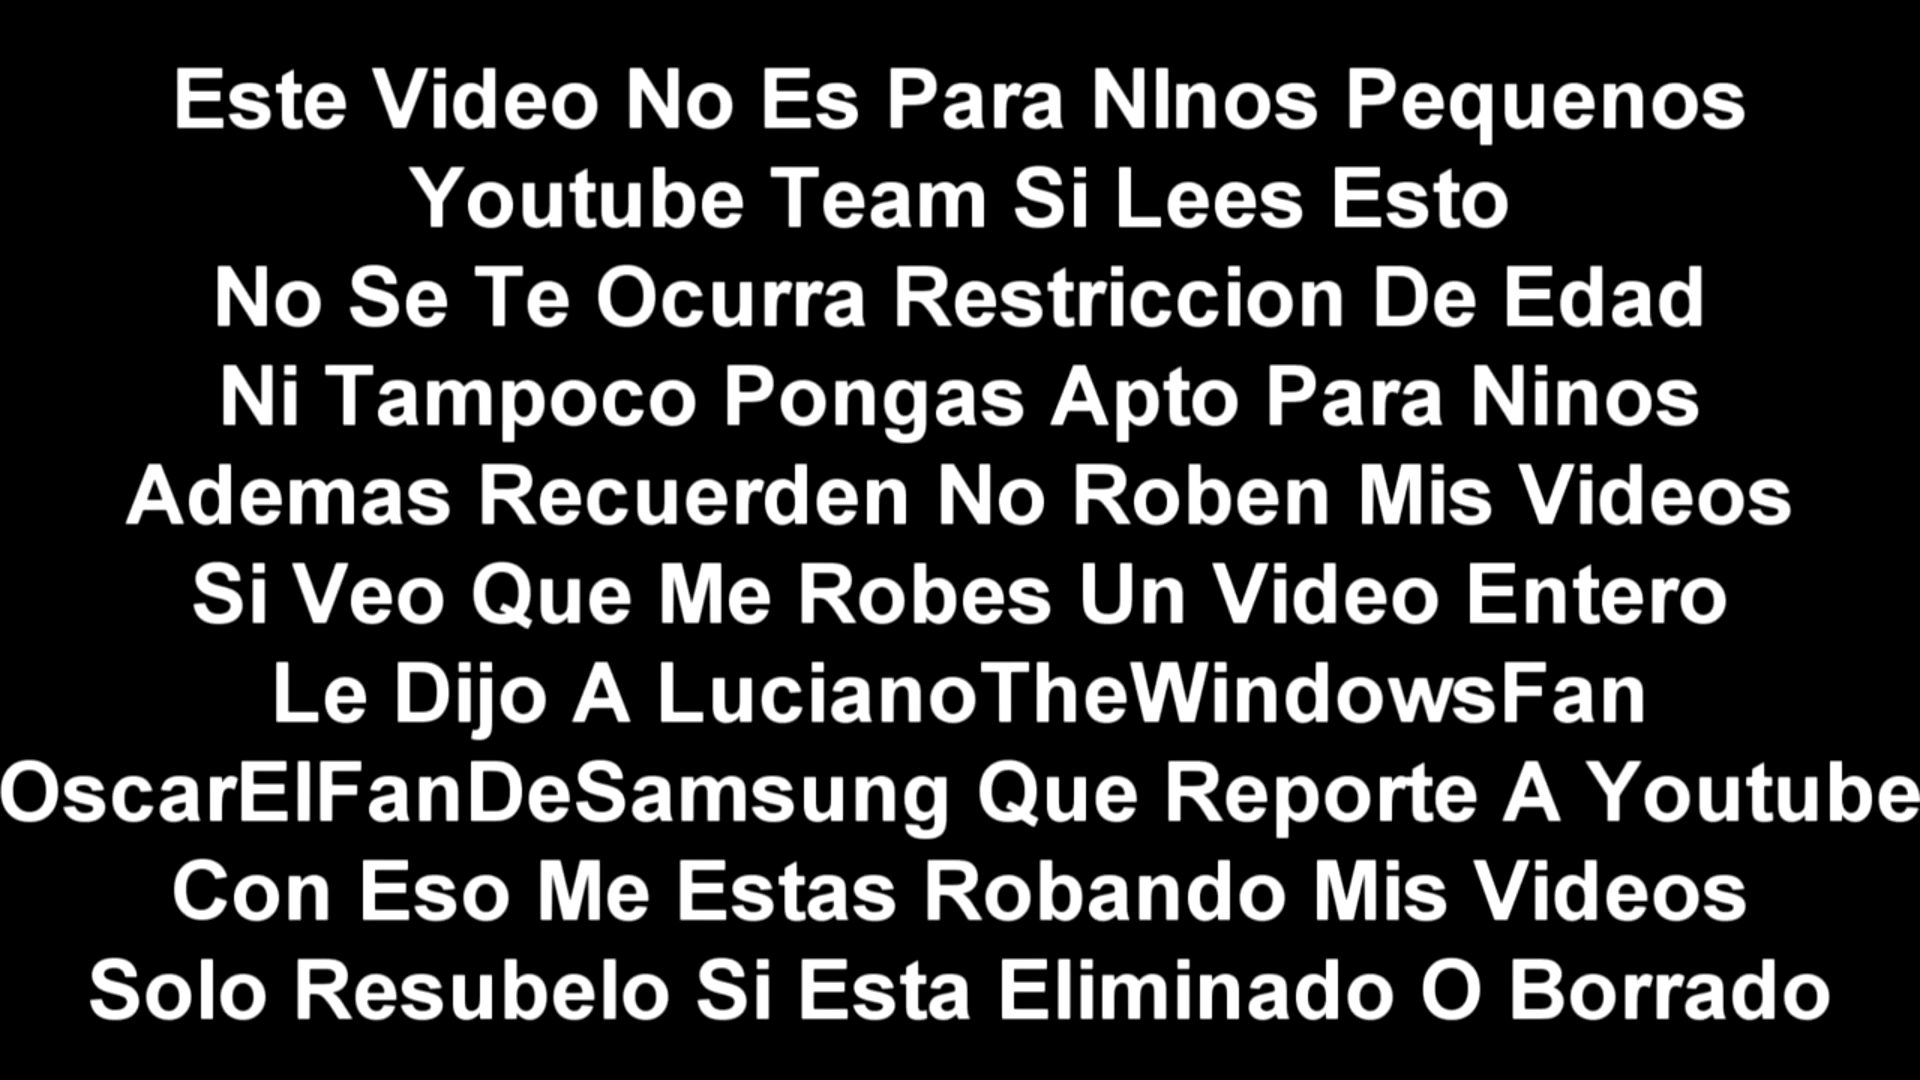 Este Video No Es Para NInos Pequenos
Youtube Team Si Lees Esto
No Se Te Ocurra Restriccion De Edad
Ni Tampoco Pongas Apto Para Ninos
Ademas Recuerden No Roben Mis Videos
Si Veo Que Me Robes Un Video Entero
Le Dijo A LucianoTheWindowsFan
OscarElFanDeSamsung Que Reporte A Youtube
Con Eso Me Estas Robando Mis Videos
Solo Resubelo Si Esta Eliminado O Borrado